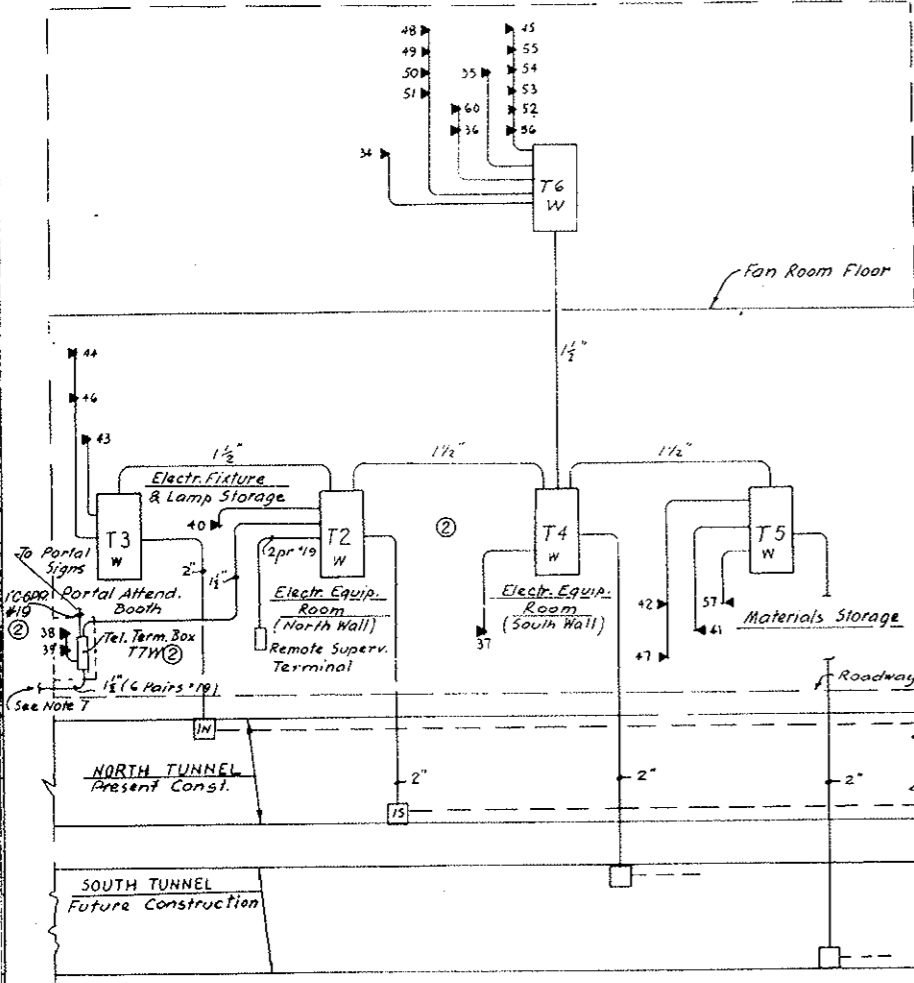 48
49
50
51
35
60
36
45
55
54
53
52
56
34
T6
W
Fan Room Floor
1½"
44
46
43
1½"
1½"
1½"
Electr. Fixture
& Lamp Storage
40
T3
W
T2
W
②
T4
W
T5
W
2pr #19
To Portal
Signs
2"
1½"
#19
②
Portal Attend.
Booth
38
39
Tel. Term. Box
T7W ②
Electr. Equip.
Room
(North Wall)
Remote Superv.
Terminal
Electr. Equip.
Room
(South Wall)
37
42
57
41
47
Materials Storage
1½" (6 Pairs #19)
See Note 7
Roadway
1N
NORTH TUNNEL
Present Const.
2"
2"
2"
1S
SOUTH TUNNEL
Future Construction